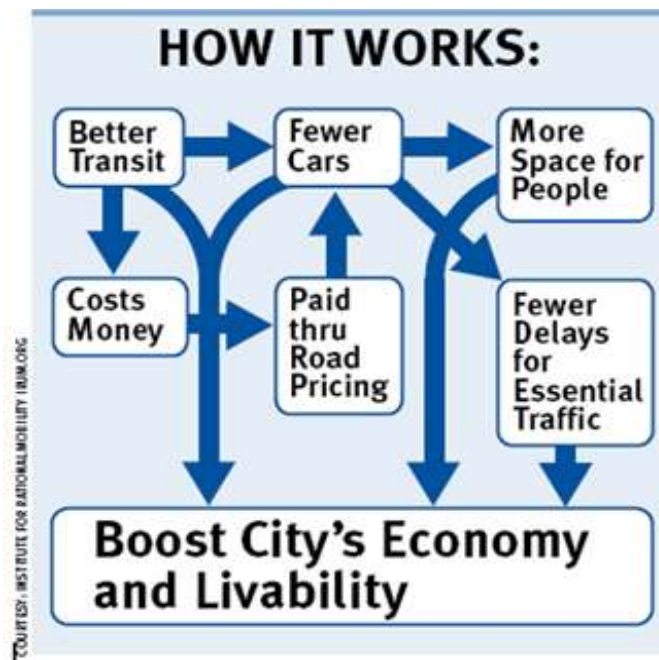 HOW IT WORKS:
Better
Transit
Fewer
Cars
More
Space for
People
Costs
Money
Paid
thru
Road
Pricing
Fewer
Delays
for
Essential
Traffic
Boost City's Economy
and Livability
COURTESY: INSTITUTE FOR RATIONAL MOBILITY IRUM.ORG